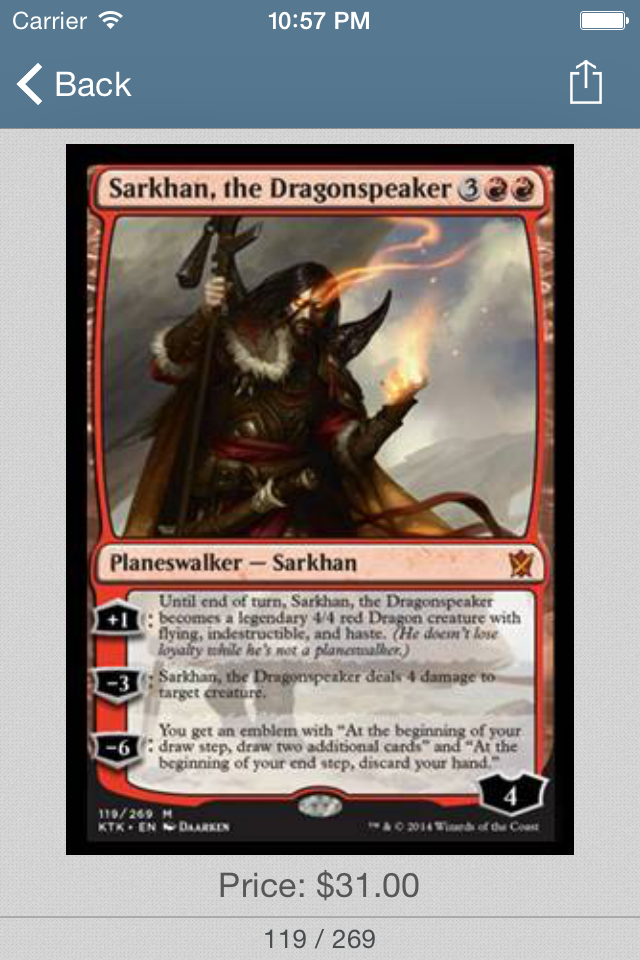 Carrier 10:57 PM
Back
Sarkhan, the Dragonspeaker 3
Planeswalker — Sarkhan
Until end of turn, Sarkhan, the Dragonspeaker
+1 : becomes a legendary 4/4 red Dragon creature with
flying, indestructible, and haste. (He doesn't lose
loyalty while he's not a planeswalker.)
-3 : Sarkhan, the Dragonspeaker deals 4 damage to
target creature.
You get an emblem with “At the beginning of your
-6 : draw step, draw two additional cards” and “At the
beginning of your end step, discard your hand.”
4
119/269 M
KTK • EN DAARKEN ™ & © 2014 Wizards of the Coast
Price: $31.00
119 / 269